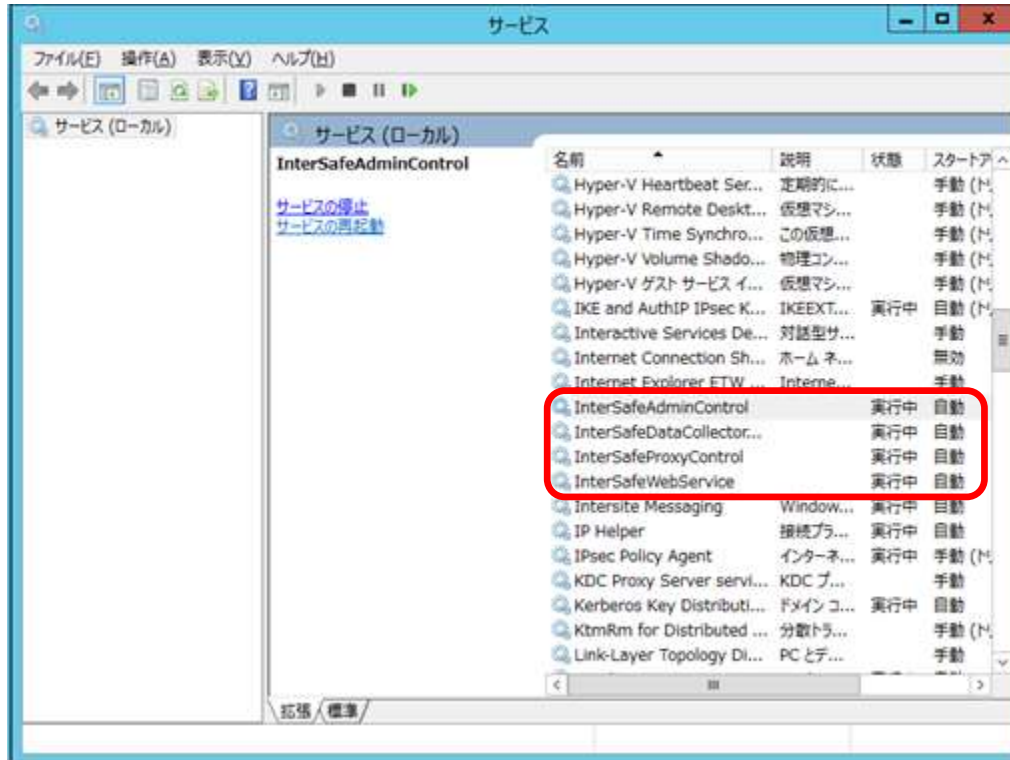 サービス
ファイル(F) 操作(A) 表示(V) ヘルプ(H)
サービス (ローカル)
サービス (ローカル)
InterSafeAdminControl
サービスの停止
サービスの再起動
名前 説明 状態 スタートア
Hyper-V Heartbeat Ser... 定期的に... 手動 (ト
Hyper-V Remote Deskt... 仮想マシ... 手動 (ト
Hyper-V Time Synchro... この仮想... 手動 (ト
Hyper-V Volume Shado... 物理コン... 手動 (ト
Hyper-V ゲスト サービス イ... 仮想マシ... 手動 (ト
IKE and AuthIP IPsec K... IKEEXT... 実行中 自動 (ト
Interactive Services De... 対話型サ... 手動
Internet Connection Sh... ホーム ネ... 無効
Internet Explorer ETW ... Interne... 手動
InterSafeAdminControl 実行中 自動
InterSafeDataCollector... 実行中 自動
InterSafeProxyControl 実行中 自動
InterSafeWebService 実行中 自動
Intersite Messaging Window... 実行中 自動
IP Helper 接続プラ... 実行中 自動
IPsec Policy Agent インターネ... 実行中 手動 (ト
KDC Proxy Server servi... KDC プ... 手動
Kerberos Key Distributi... ドメイン コ... 実行中 自動
KtmRm for Distributed ... 分散トラ... 手動 (ト
Link-Layer Topology Di... PC とデ... 手動
拡張 標準